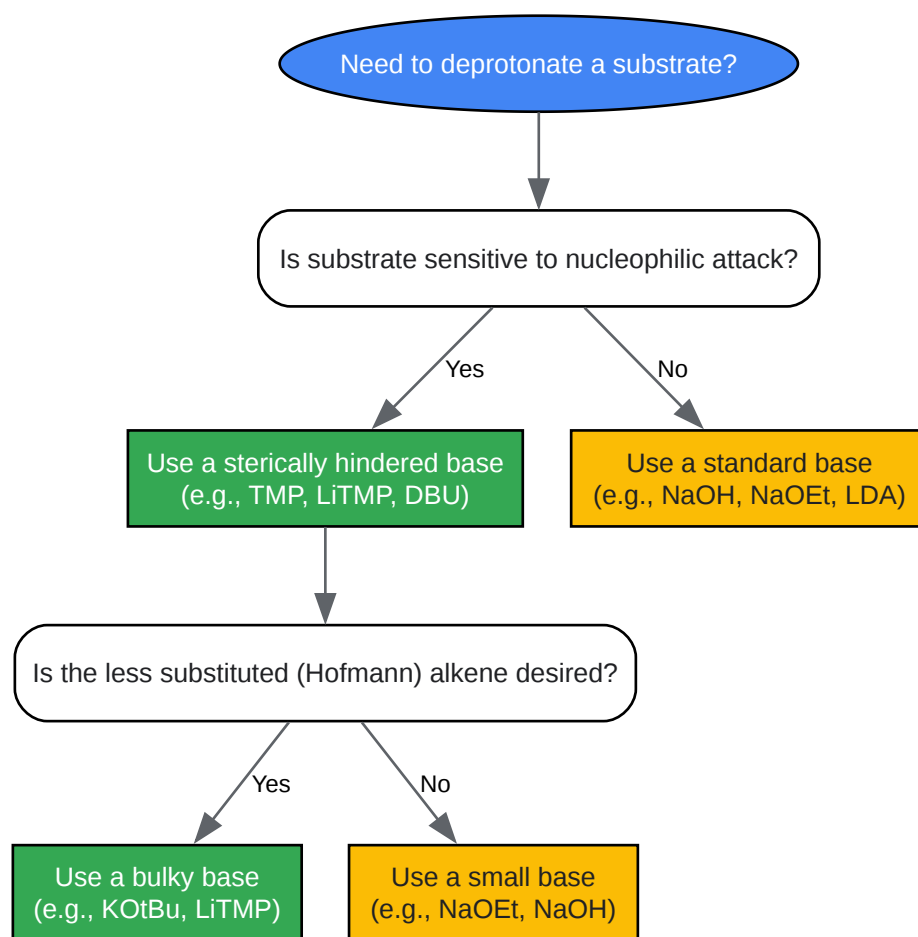 Need to deprotonate a substrate?
Is substrate sensitive to nucleophilic attack?
Yes
No
Use a sterically hindered base
(e.g., TMP, LiTMP, DBU)
Use a standard base
(e.g., NaOH, NaOEt, LDA)
Is the less substituted (Hofmann) alkene desired?
Yes
No
Use a bulky base
(e.g., KOtBu, LiTMP)
Use a small base
(e.g., NaOEt, NaOH)